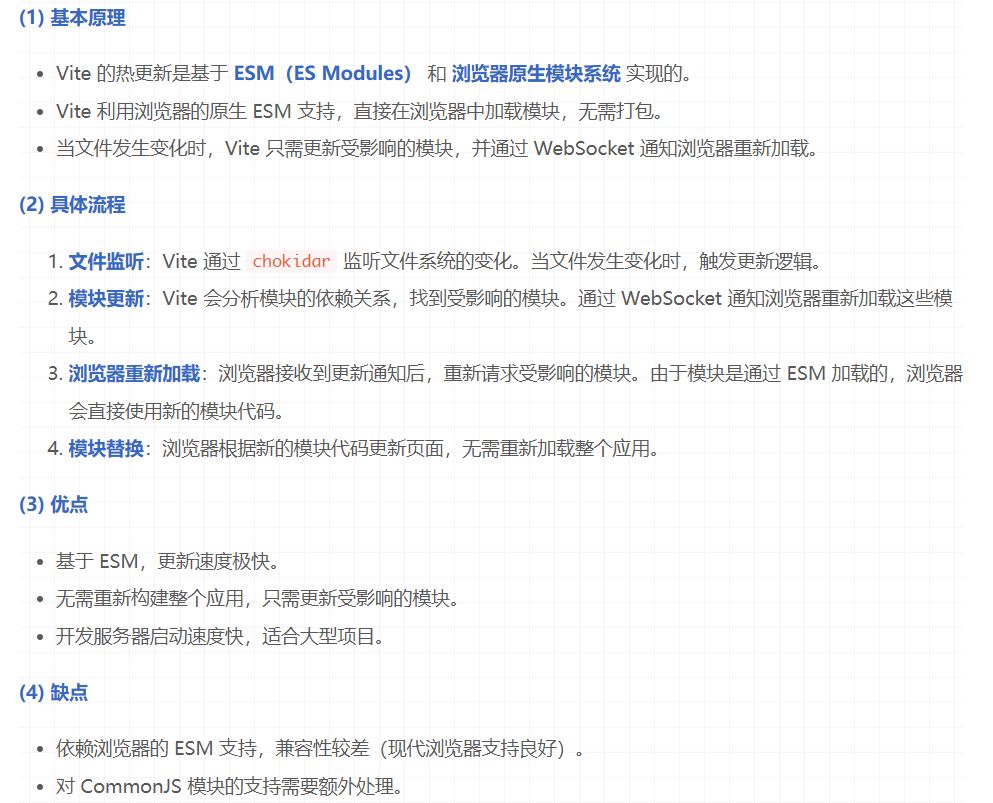 (1) 基本原理
• Vite 的热更新是基于 ESM（ES Modules） 和 浏览器原生模块系统 实现的。
• Vite 利用浏览器的原生 ESM 支持，直接在浏览器中加载模块，无需打包。
• 当文件发生变化时，Vite 只需更新受影响的模块，并通过 WebSocket 通知浏览器重新加载。
(2) 具体流程
1. 文件监听：Vite 通过 chokidar 监听文件系统的变化。当文件发生变化时，触发更新逻辑。
2. 模块更新：Vite 会分析模块的依赖关系，找到受影响的模块。通过 WebSocket 通知浏览器重新加载这些模
块。
3. 浏览器重新加载：浏览器接收到更新通知后，重新请求受影响的模块。由于模块是通过 ESM 加载的，浏览器
会直接使用新的模块代码。
4. 模块替换：浏览器根据新的模块代码更新页面，无需重新加载整个应用。
(3) 优点
• 基于 ESM，更新速度极快。
• 无需重新构建整个应用，只需更新受影响的模块。
• 开发服务器启动速度快，适合大型项目。
(4) 缺点
• 依赖浏览器的 ESM 支持，兼容性较差（现代浏览器支持良好）。
• 对 CommonJS 模块的支持需要额外处理。